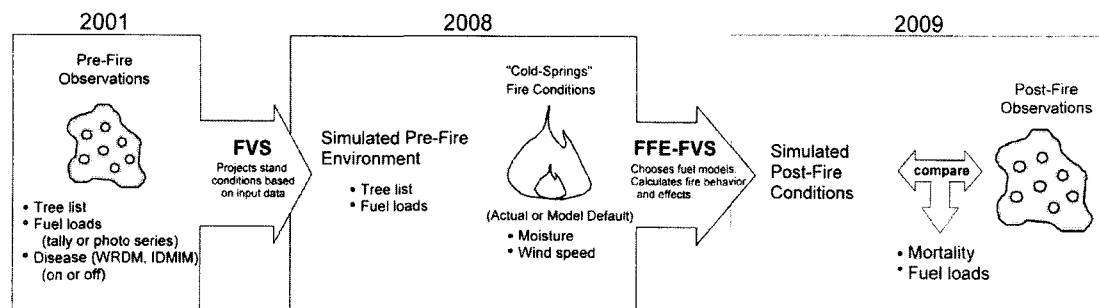 2001
Pre-Fire
Observations
• Tree list
• Fuel loads
(tally or photo series)
• Disease (WRDM, IDMIM)
(on or off)
FVS
Projects stand
conditions based
on input data
2008
Simulated Pre-Fire
Environment
• Tree list
• Fuel loads
"Cold-Springs"
Fire Conditions
(Actual or Model Default)
• Moisture
• Wind speed
FFE-FVS
Chooses fuel models.
Calculates fire behavior
and effects.
2009
Simulated
Post-Fire
Conditions
compare
Post-Fire
Observations
• Mortality
• Fuel loads